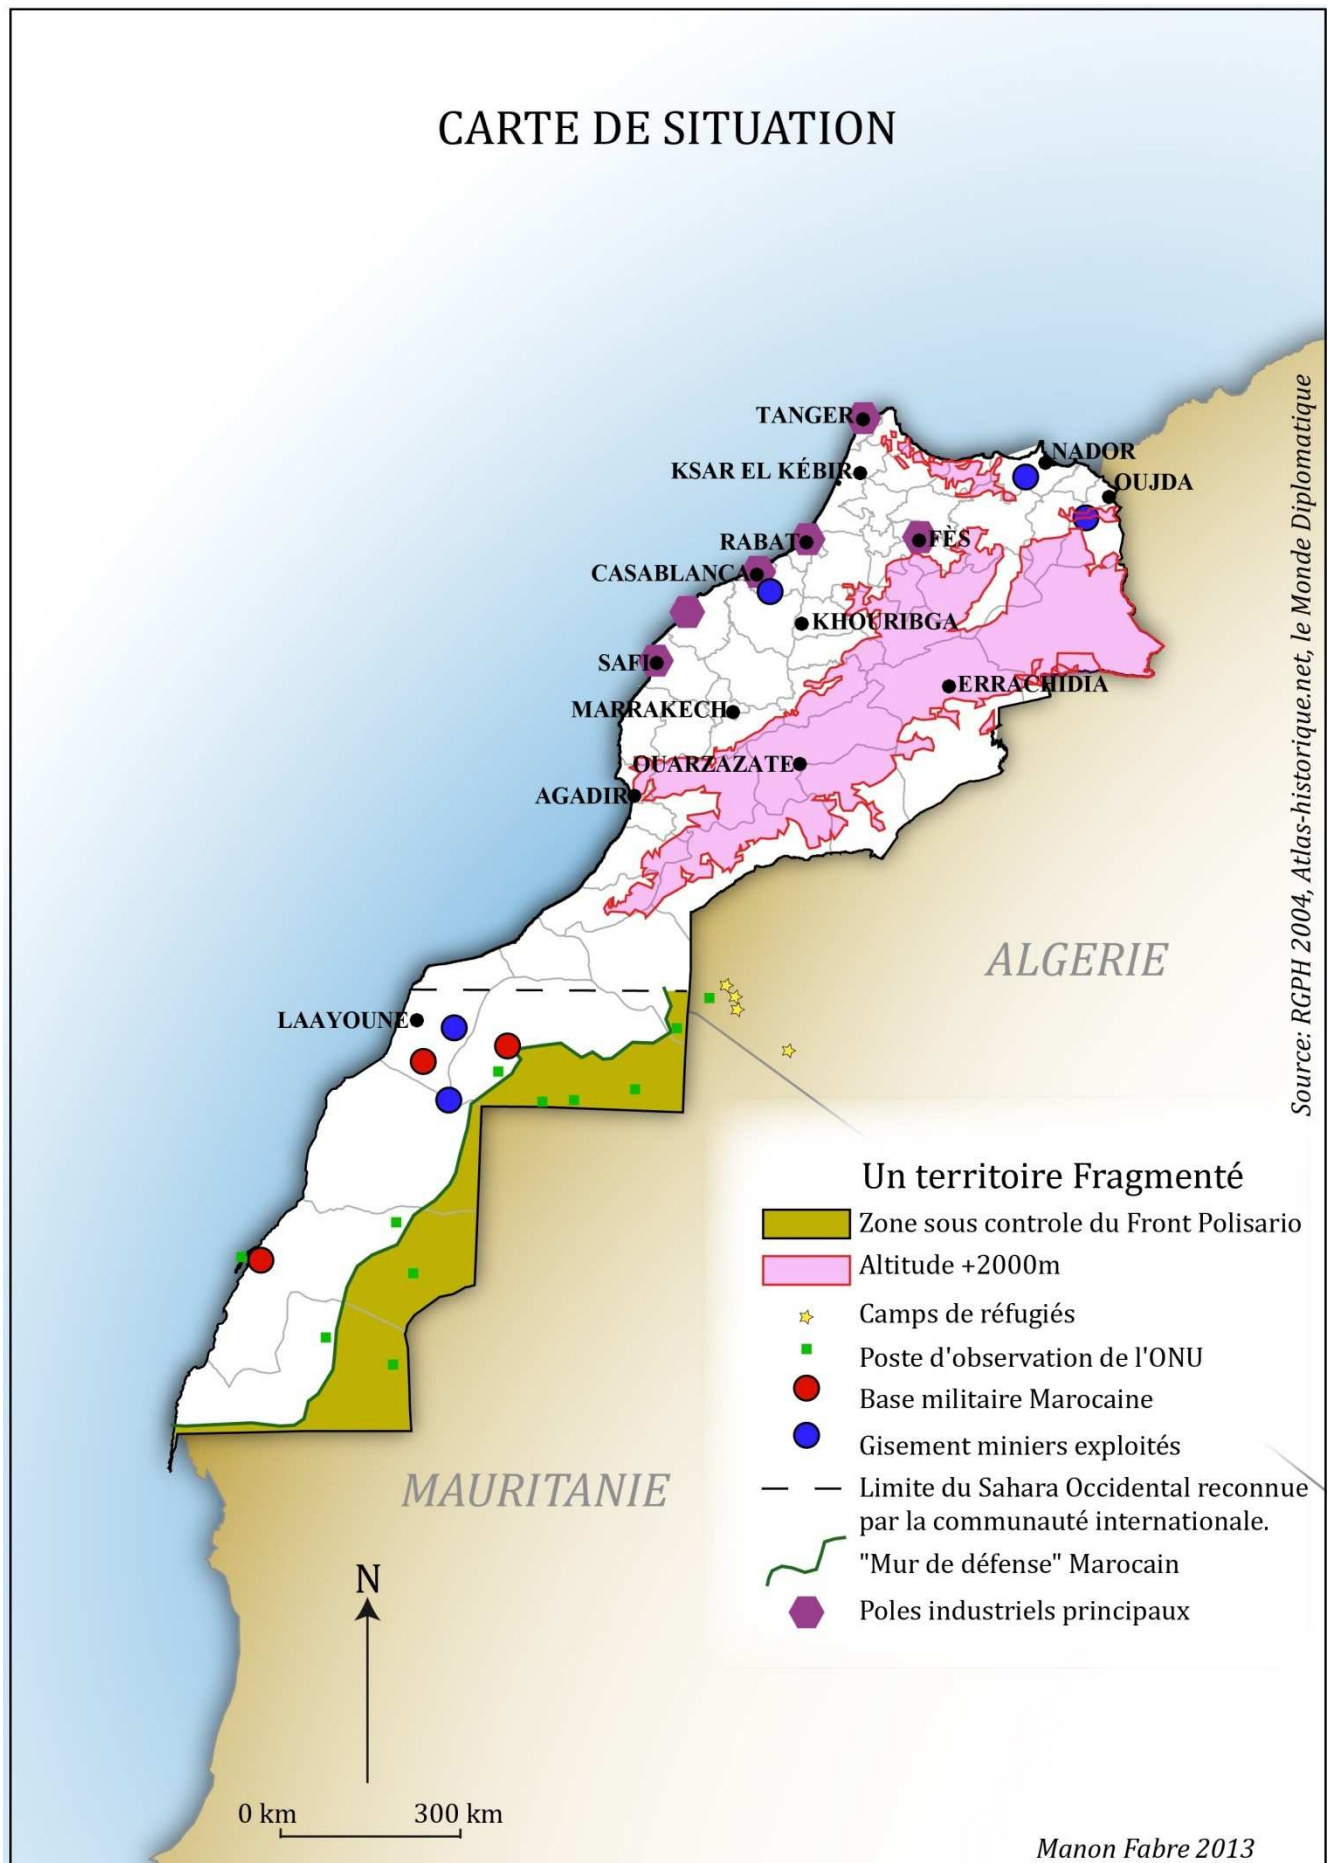 CARTE DE SITUATION
TANGER
KSAR EL KÉBIR
NADOR
OUJDA
RABAT
FÈS
CASABLANCA
KHOURIBGA
SAFI
ERRACHIDIA
MARRAKECH
OUARZAZATE
AGADIR
ALGERIE
LAAYOUNE
MAURITANIE
Source: RGPH 2004, Atlas-historique.net, le Monde Diplomatique
Un territoire Fragmenté
Zone sous controle du Front Polisario
Altitude +2000m
Camps de réfugiés
Poste d'observation de l'ONU
Base militaire Marocaine
Gisement miniers exploités
Limite du Sahara Occidental reconnue
par la communauté internationale.
"Mur de défense" Marocain
Poles industriels principaux
N
0 km 300 km
Manon Fabre 2013